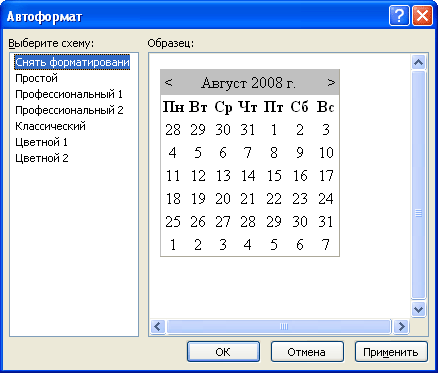 Автоформат
Выберите схему:
Образец:
Снять форматировани
Простой
Профессиональный 1
Профессиональный 2
Классический
Цветной 1
Цветной 2
< Август 2008 г. >
Пн Вт Ср Чт Пт Сб Вс
28 29 30 31 1 2 3
4 5 6 7 8 9 10
11 12 13 14 15 16 17
18 19 20 21 22 23 24
25 26 27 28 29 30 31
1 2 3 4 5 6 7
ОК Отмена Применить